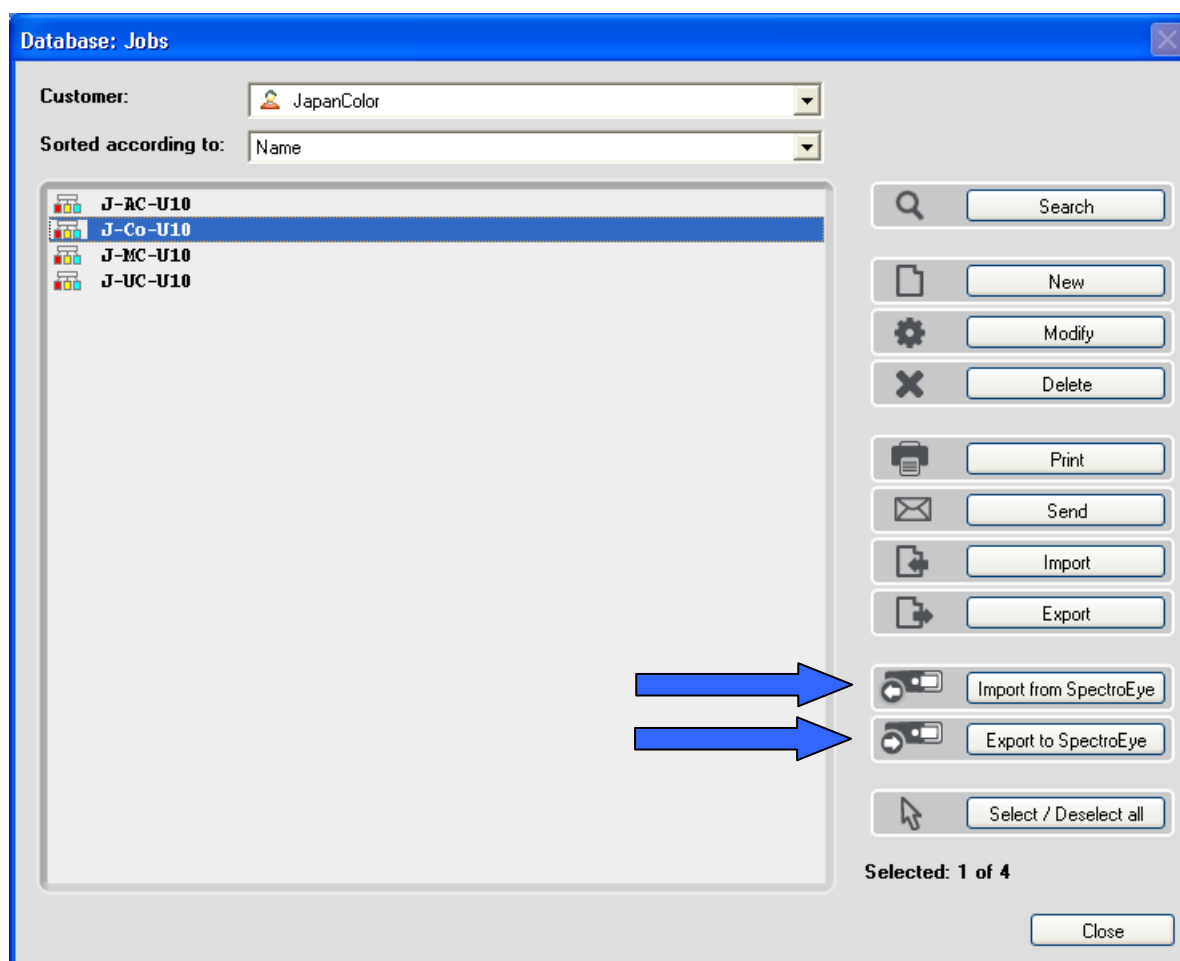 Database: Jobs
Customer:
JapanColor
Sorted according to:
Name
J-AC-U10
J-Co-U10
J-MC-U10
J-UC-U10
Search
New
Modify
Delete
Print
Send
Import
Export
Import from SpectroEye
Export to SpectroEye
Select / Deselect all
Selected: 1 of 4
Close